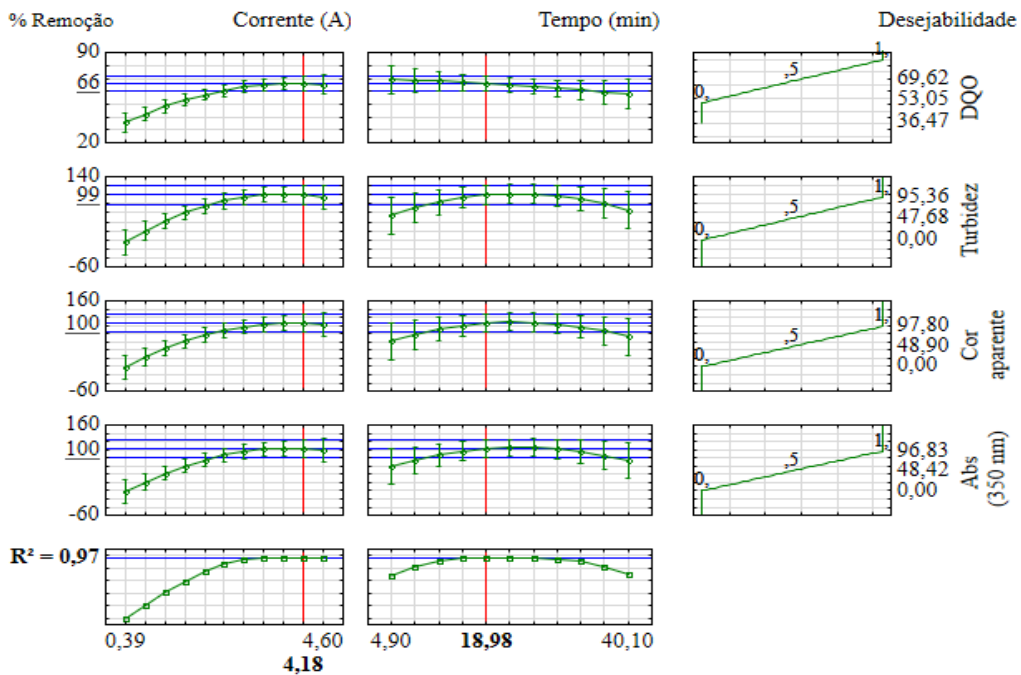 % Remoção Corrente (A) Tempo (min) Desejabilidade
90
66
20
0, ,5 1,
69,62
53,05
36,47
DQO
140
99
-60
0, ,5 1,
95,36
47,68
0,00
Turbidez
160
100
-60
0, ,5 1,
97,80
48,90
0,00
Cor
aparente
160
100
-60
0, ,5 1,
96,83
48,42
0,00
Abs
(350 nm)
R² = 0,97
0,39 4,60 4,90 18,98 40,10
4,18